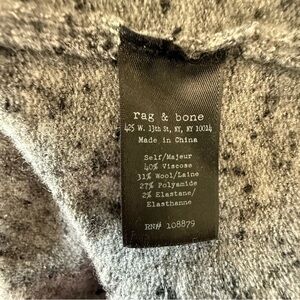 rag & bone
425 W. 13th St, NY, NY 10014
Made in China
Self/Majeur
40% Viscose
31% Wool/Laine
27% Polyamide
2% Elastane/
Elasthanne
RN# 108879